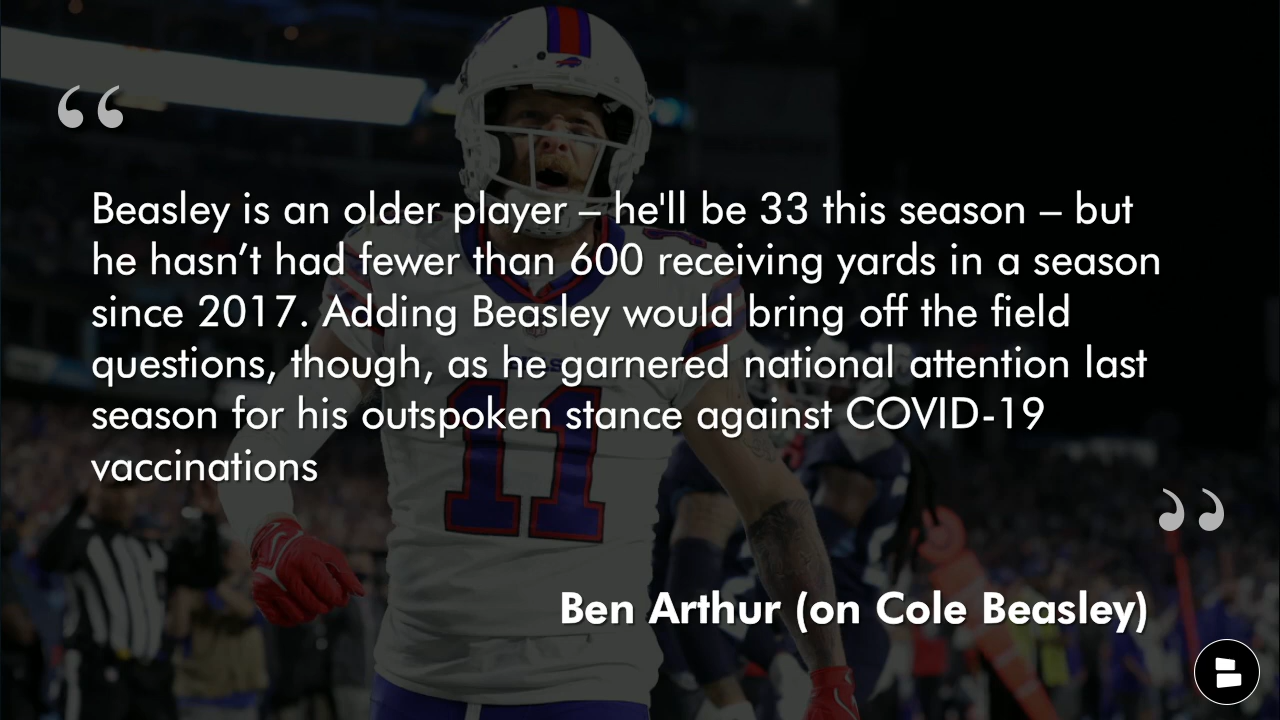 “
Beasley is an older player – he'll be 33 this season – but
he hasn’t had fewer than 600 receiving yards in a season
since 2017. Adding Beasley would bring off the field
questions, though, as he garnered national attention last
season for his outspoken stance against COVID-19
vaccinations
”
Ben Arthur (on Cole Beasley)
11